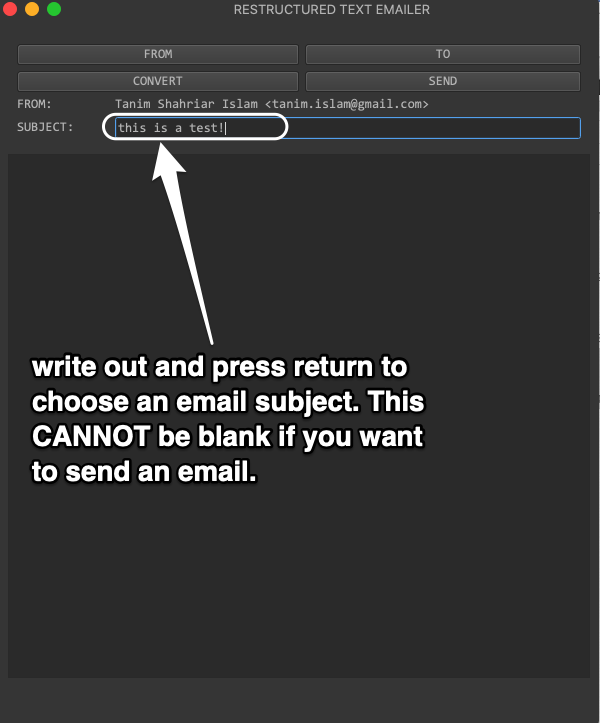 RESTRUCTURED TEXT EMAILER
FROM TO
CONVERT SEND
FROM: Tanim Shahriar Islam <tanim.islam@gmail.com>
SUBJECT: this is a test!
write out and press return to
choose an email subject. This
CANNOT be blank if you want
to send an email.